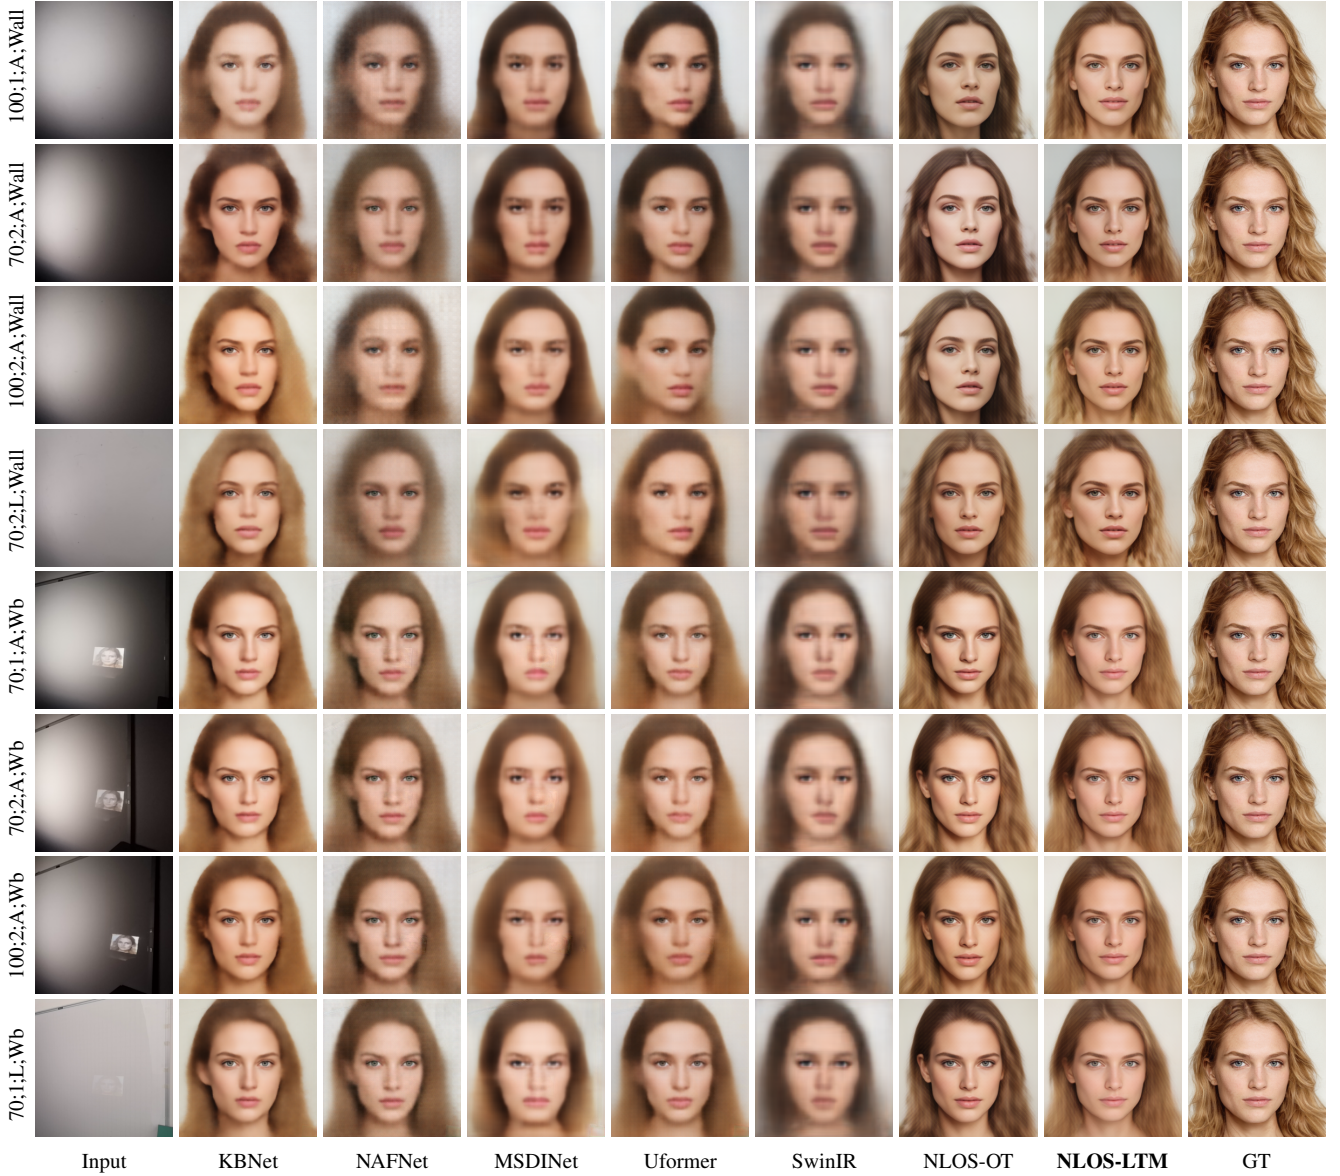 100;1;A;Wall
70;2;A;Wall
100;2;A;Wall
70;2;L;Wall
70;1;A;Wb
70;2;A;Wb
100;2;A;Wb
70;1;L;Wb
Input KBNet NAFNet MSDINet Uformer SwinIR NLOS-OT NLOS-LTM GT